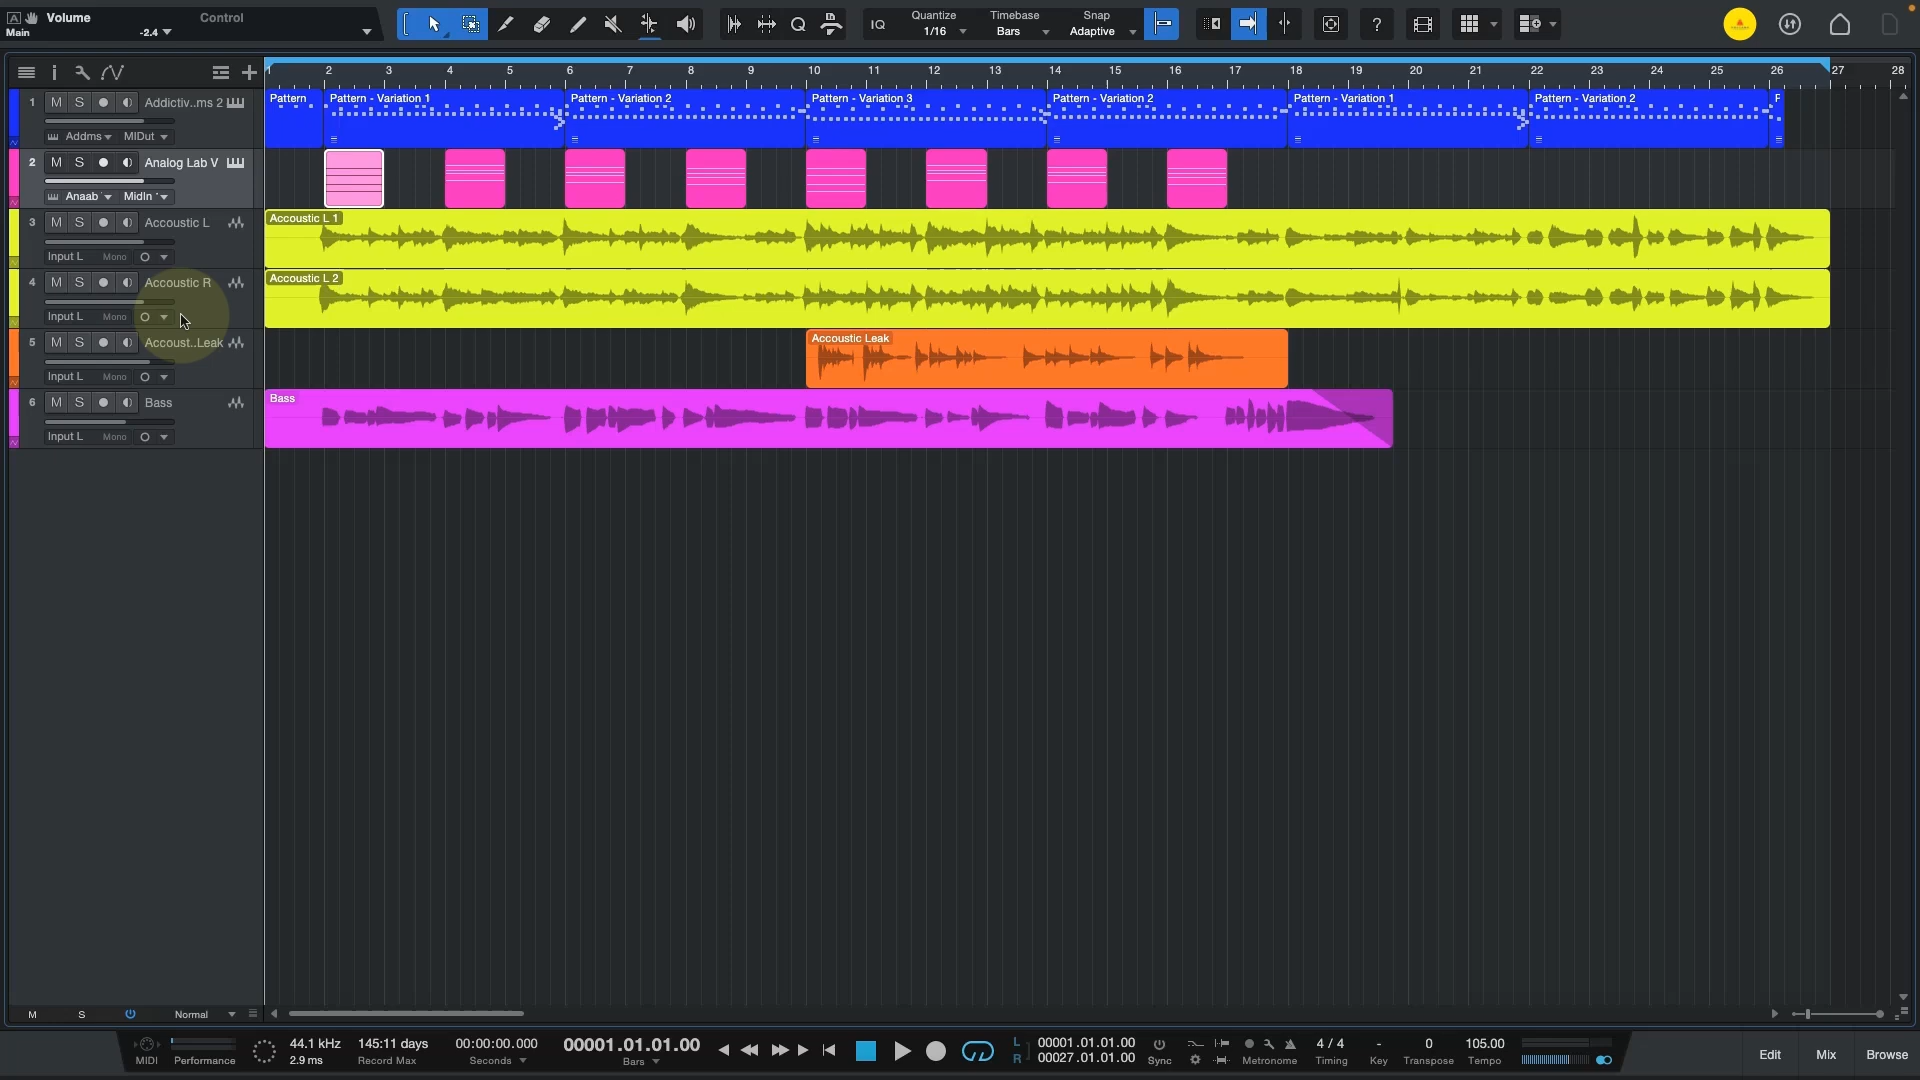 A Volume Control
Main -2.4
IQ Quantize 1/16 Timebase Bars Snap Adaptive ?
1 2 3 4 5 6 7 8 9 10 11 12 13 14 15 16 17 18 19 20 21 22 23 24 25 26 27 28
1 M S Addictiv..ms 2
Addms MIDut
Pattern
Pattern - Variation 1
Pattern - Variation 2
Pattern - Variation 3
Pattern - Variation 2
Pattern - Variation 1
Pattern - Variation 2
2 M S Analog Lab V
Anaab MidIn
3 M S Accoustic L
Input L Mono
Accoustic L 1
4 M S Accoustic R
Input L Mono
Accoustic L 2
5 M S Accoust..Leak
Input L Mono
Accoustic Leak
6 M S Bass
Input L Mono
Bass
M S Normal
MIDI
Performance
44.1 kHz
2.9 ms
145:11 days
Record Max
00:00:00.000
Seconds
00001.01.01.00
Bars
L 00001.01.01.00
R 00027.01.01.00
Sync
Metronome
4 / 4
Timing
-
Key
0
Transpose
105.00
Tempo
Edit
Mix
Browse